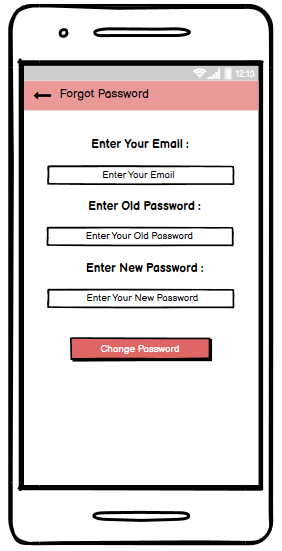 12:13
Forgot Password
Enter Your Email :
Enter Your Email
Enter Old Password :
Enter Your Old Password
Enter New Password :
Enter Your New Password
Change Password